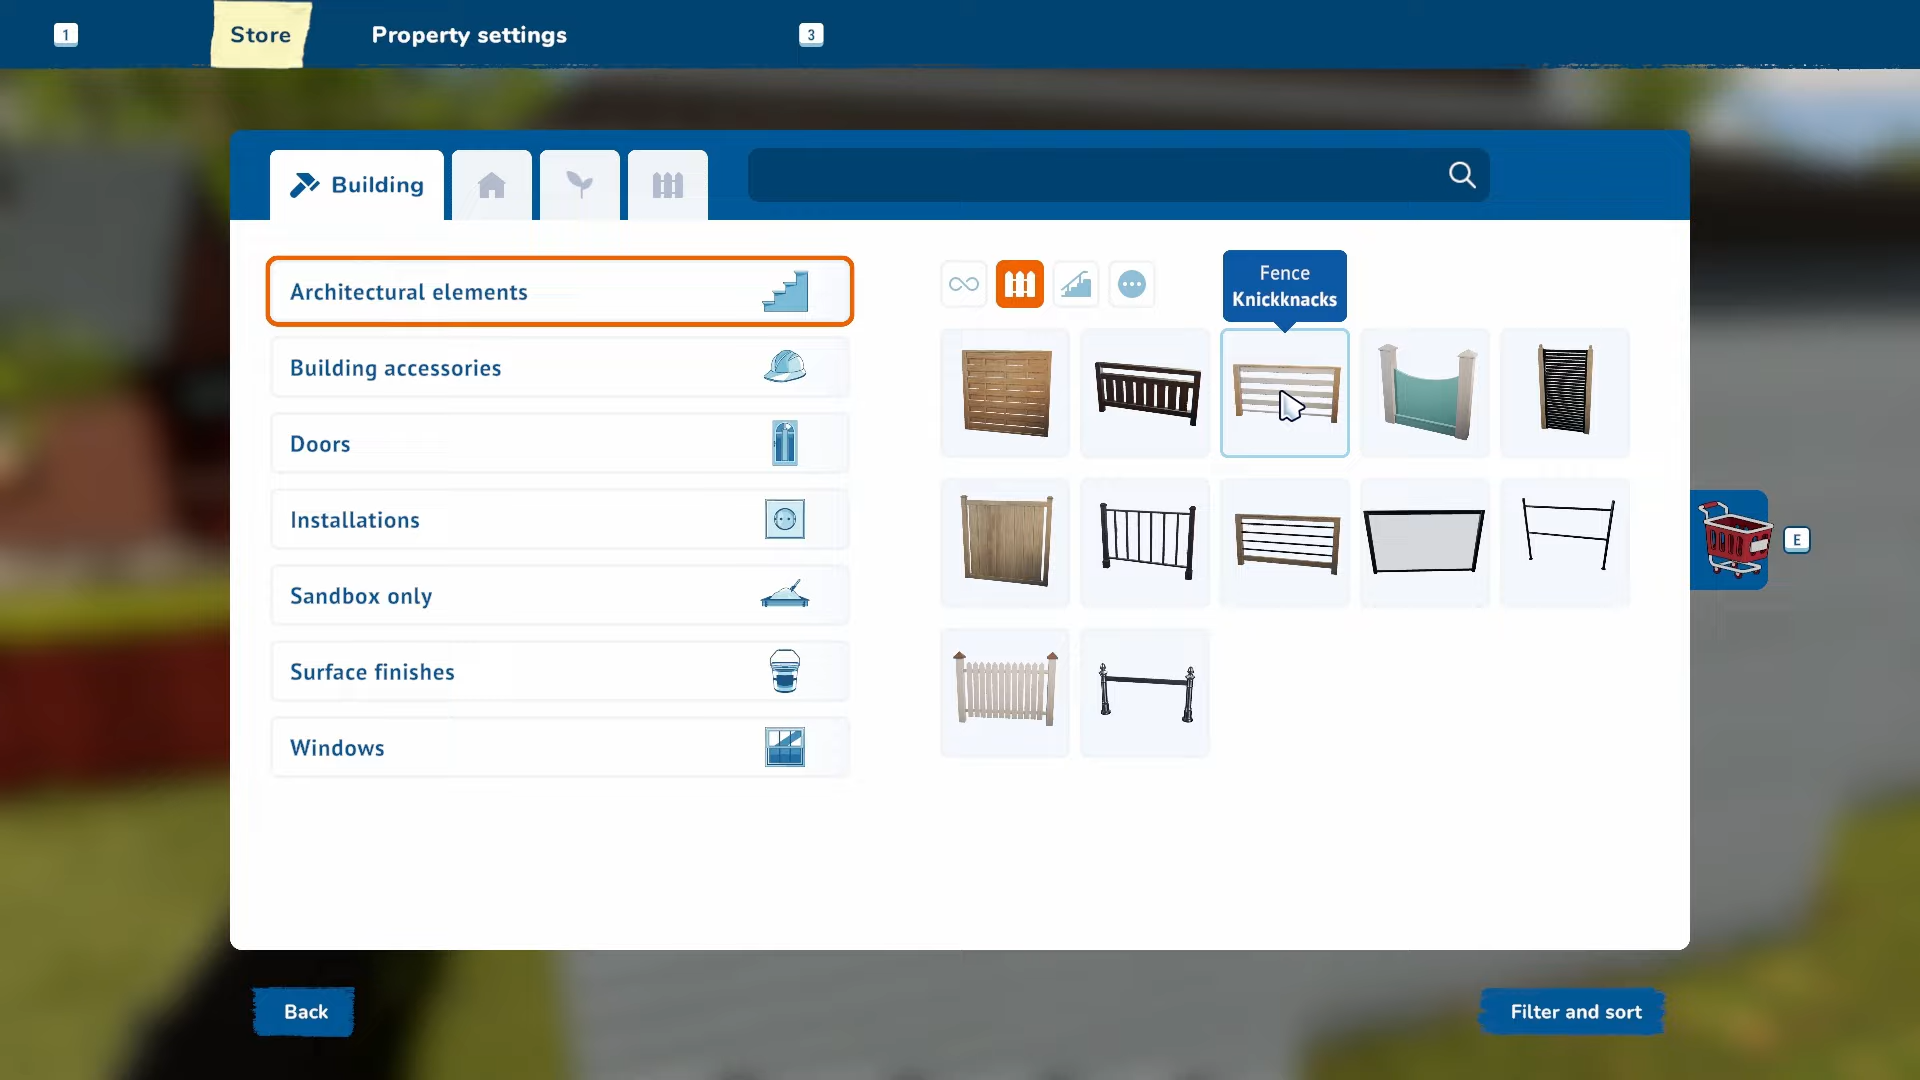 1
Store
Property settings
3
Building
Architectural elements
Building accessories
Doors
Installations
Sandbox only
Surface finishes
Windows
Fence
Knickknacks
E
Back
Filter and sort